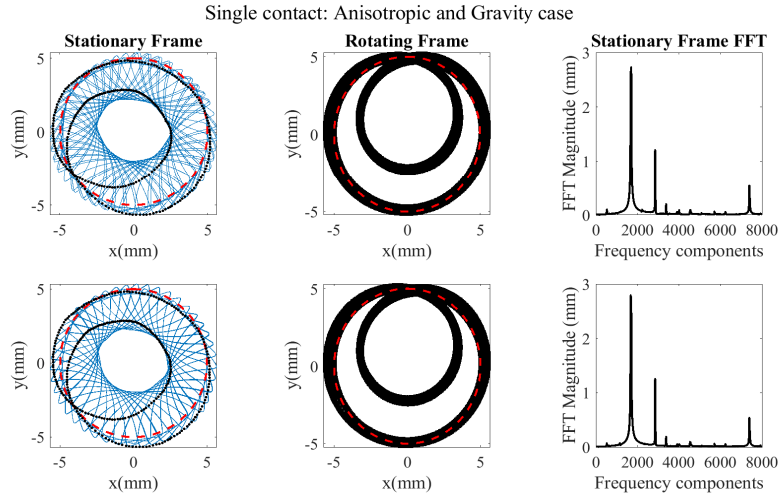 Single contact: Anisotropic and Gravity case
Stationary Frame
Rotating Frame
Stationary Frame FFT
5
0
-5
y(mm)
-5
0
5
x(mm)
5
0
-5
y(mm)
-5
0
5
x(mm)
3
2
1
0
FFT Magnitude (mm)
0
2000
4000
6000
8000
Frequency components
5
0
-5
y(mm)
-5
0
5
x(mm)
5
0
-5
y(mm)
-5
0
5
x(mm)
3
2
1
0
FFT Magnitude (mm)
0
2000
4000
6000
8000
Frequency components